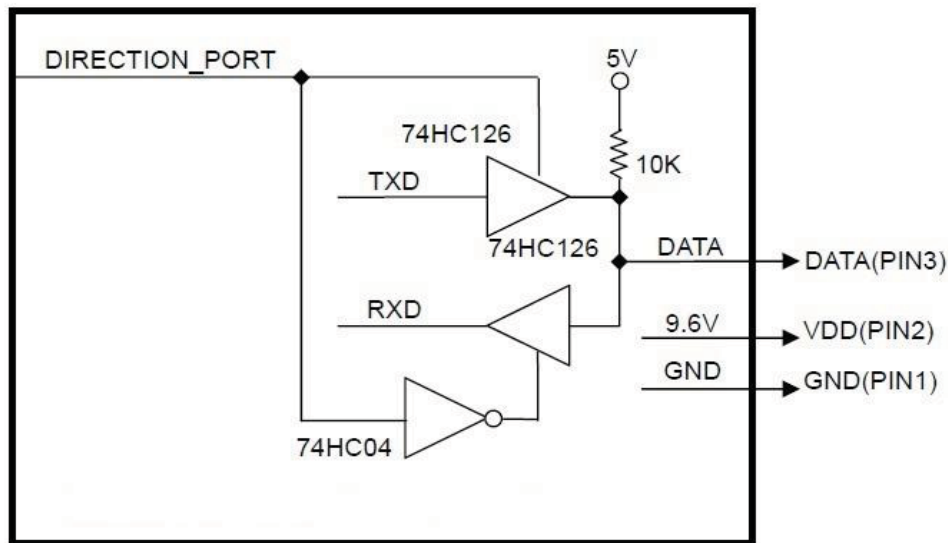 DIRECTION_PORT
5V
74HC126
10K
TXD
74HC126
DATA
DATA(PIN3)
RXD
9.6V
VDD(PIN2)
GND
GND(PIN1)
74HC04